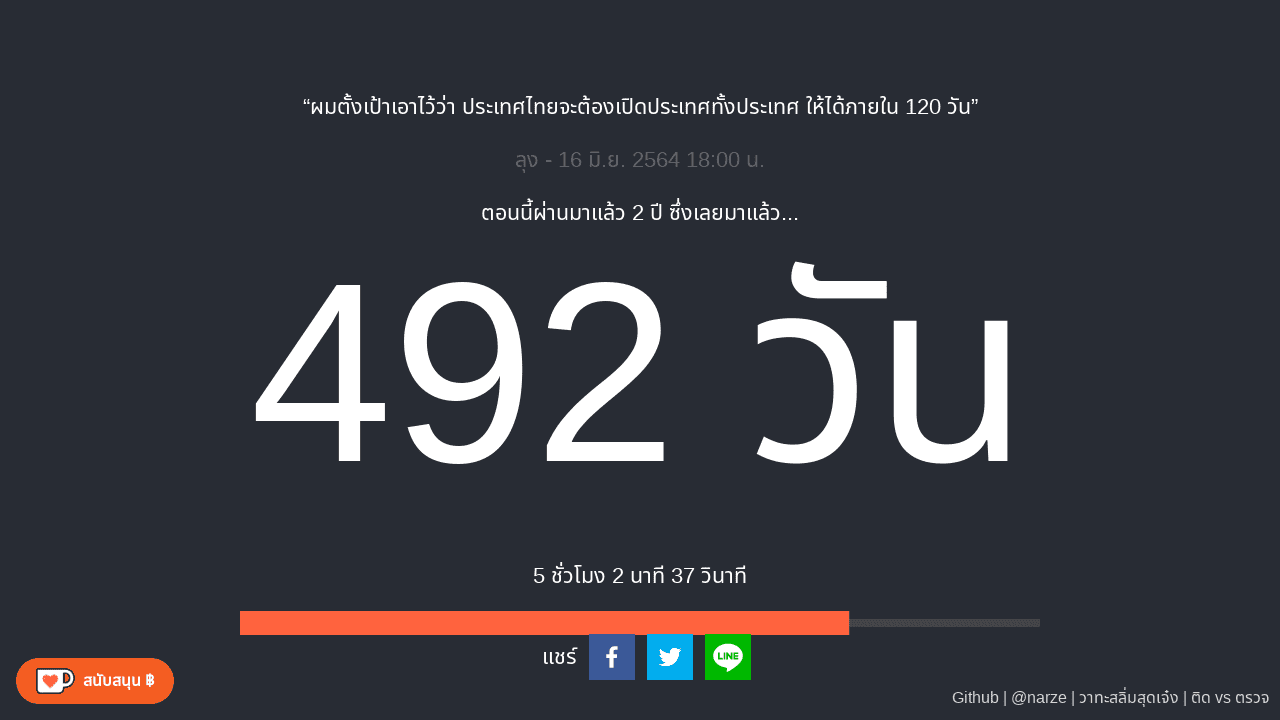 “ผมตั้งเป้าเอาไว้ว่า ประเทศไทยจะต้องเปิดประเทศทั้งประเทศ ให้ได้ภายใน 120 วัน”
ลุง - 16 มิ.ย. 2564 18:00 น.
ตอนนี้ผ่านมาแล้ว 2 ปี ซึ่งเลยมาแล้ว...
492 วัน
5 ชั่วโมง 2 นาที 37 วินาที
แชร์
LINE
สนับสนุน ฿
Github | @narze | วาทะสลิ่มสุดเจ๋ง | ติด vs ตรวจ